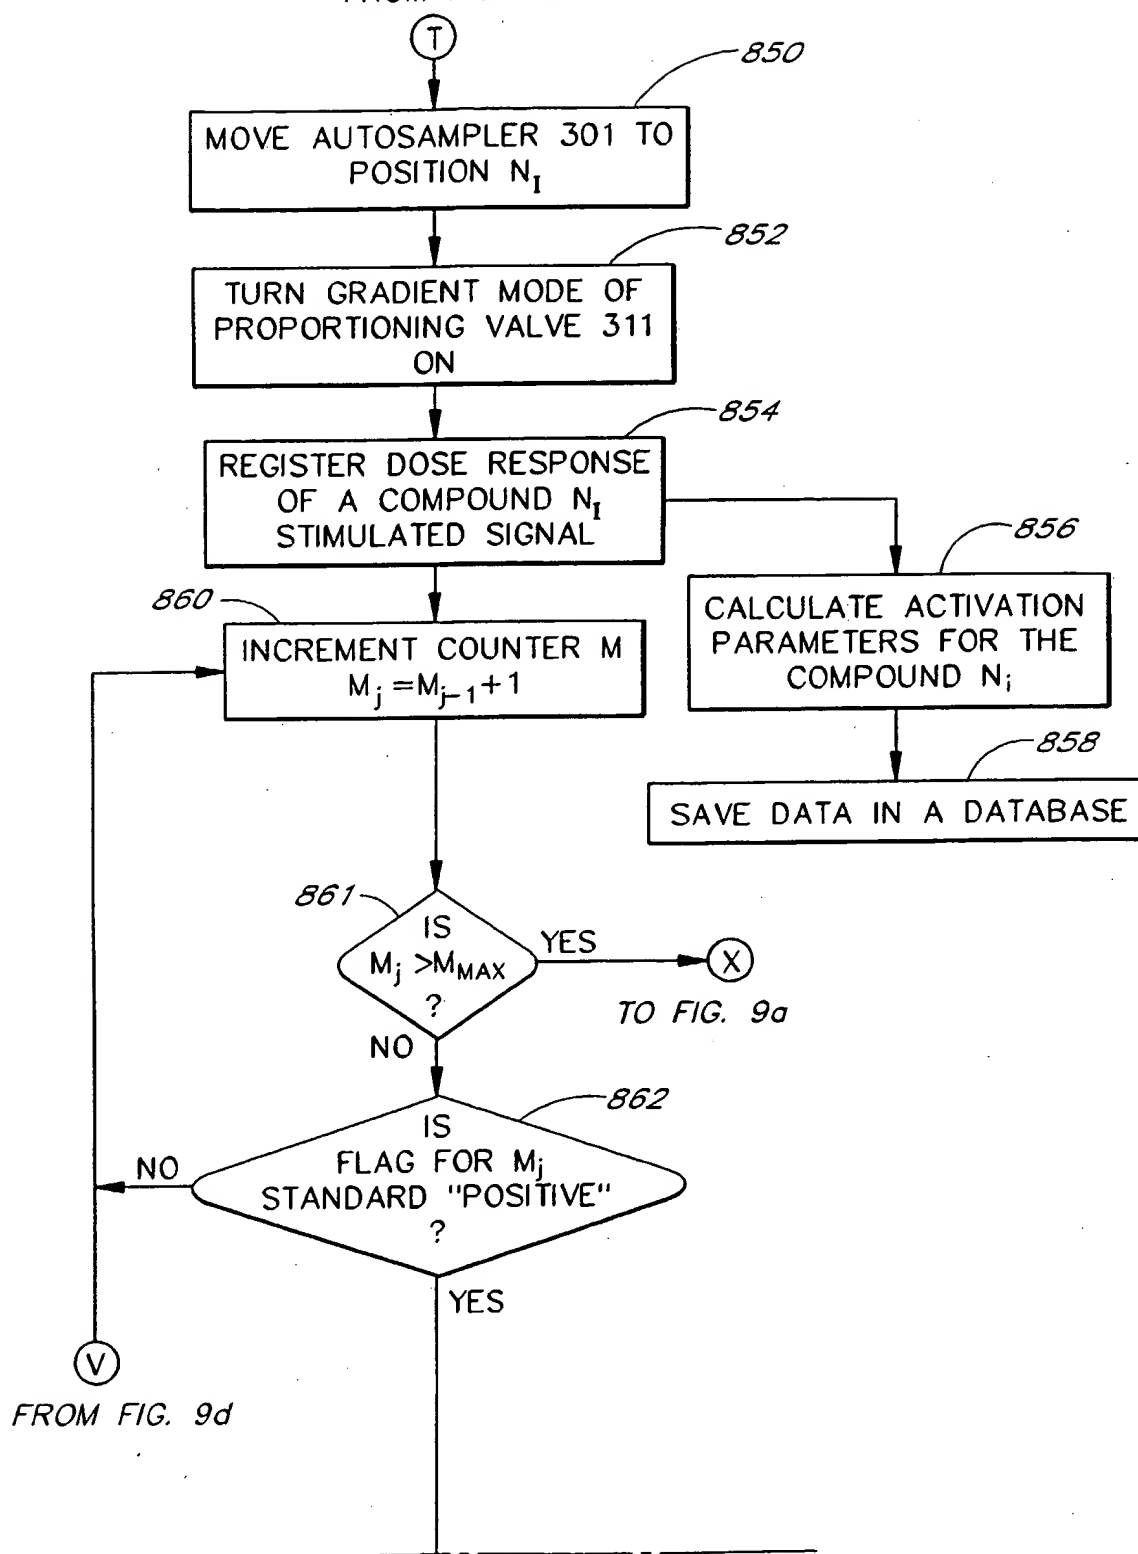 T
850
MOVE AUTOSAMPLER 301 TO
POSITION N_I
852
TURN GRADIENT MODE OF
PROPORTIONING VALVE 311
ON
854
REGISTER DOSE RESPONSE
OF A COMPOUND N_I
STIMULATED SIGNAL
856
CALCULATE ACTIVATION
PARAMETERS FOR THE
COMPOUND N_i
858
SAVE DATA IN A DATABASE
860
INCREMENT COUNTER M
M_j =M_{j-1}+1
861
IS
M_j >M_MAX
?
YES
X
TO FIG. 9a
NO
862
IS
FLAG FOR M_j
STANDARD "POSITIVE"
?
NO
YES
V
FROM FIG. 9d